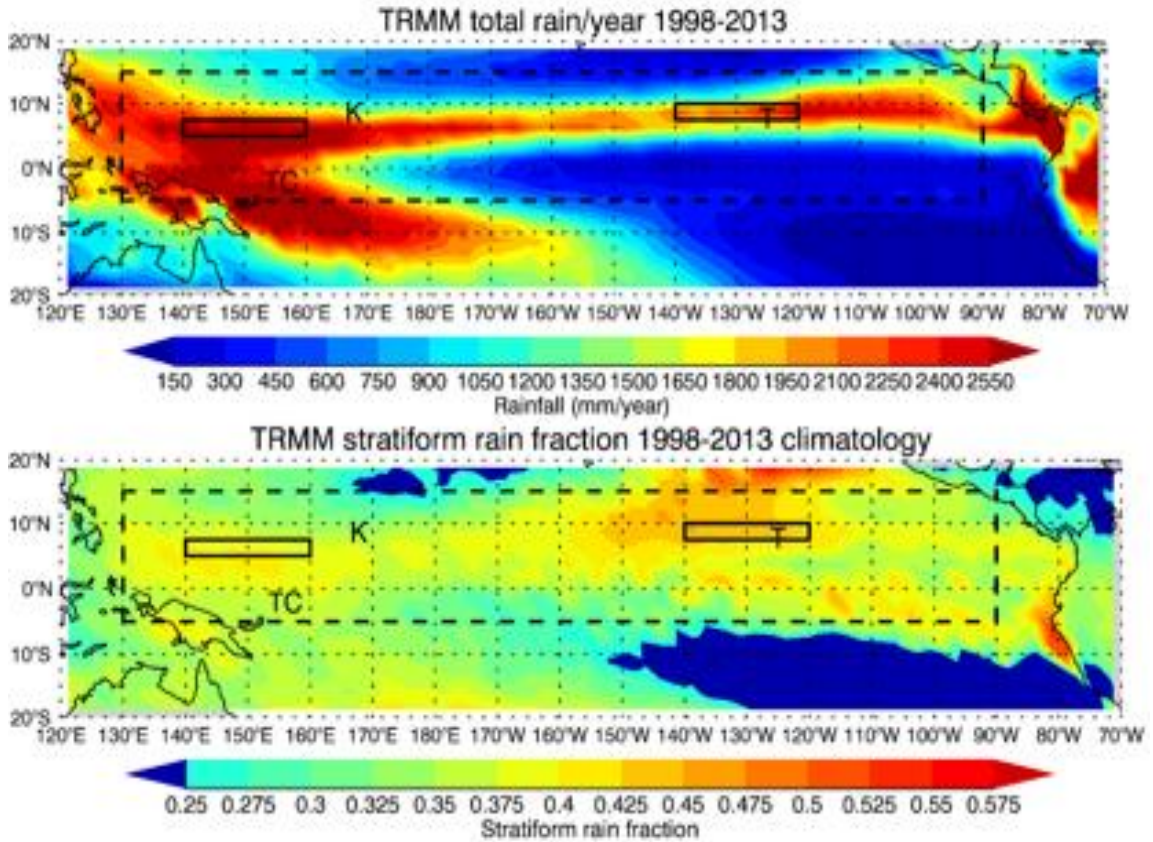 TRMM total rain/year 1998-2013
20°N
10°N
K
T
0°N
TC
10°S
20°S
120°E 130°E 140°E 150°E 160°E 170°E 180°W 170°W 160°W 150°W 140°W 130°W 120°W 110°W 100°W 90°W 80°W 70°W
150 300 450 600 750 900 1050 1200 1350 1500 1650 1800 1950 2100 2250 2400 2550
Rainfall (mm/year)
TRMM stratiform rain fraction 1998-2013 climatology
20°N
10°N
K
T
0°N
TC
10°S
20°S
120°E 130°E 140°E 150°E 160°E 170°E 180°W 170°W 160°W 150°W 140°W 130°W 120°W 110°W 100°W 90°W 80°W 70°W
0.25 0.275 0.3 0.325 0.35 0.375 0.4 0.425 0.45 0.475 0.5 0.525 0.55 0.575
Stratiform rain fraction